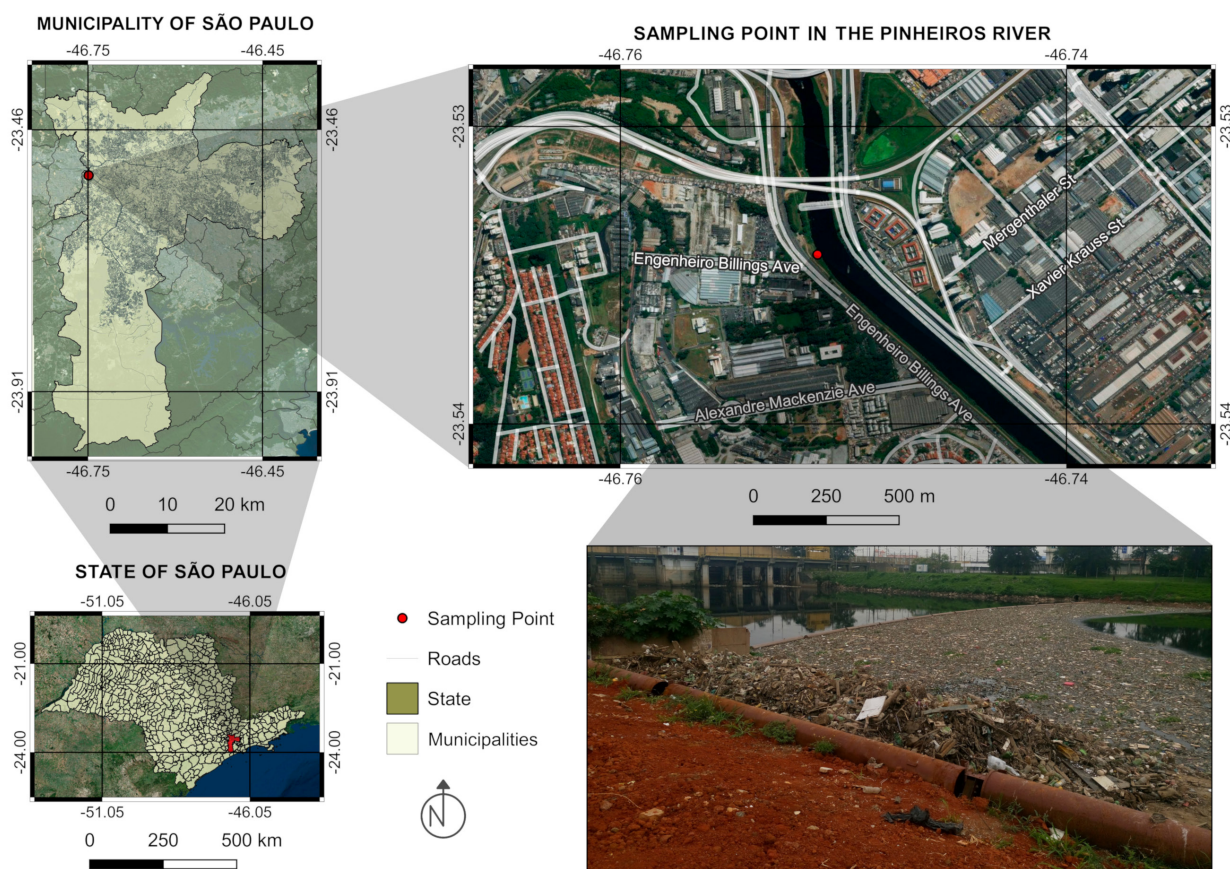 MUNICIPALITY OF SÃO PAULO
-46.75 -46.45
-23.46 -23.46
-23.91 -23.91
-46.75 -46.45
0 10 20 km
SAMPLING POINT IN THE PINHEIROS RIVER
-46.76 -46.74
-23.53 -23.53
Mergenthaler St
Xavier Krauss St
Engenheiro Billings Ave
Engenheiro Billings Ave
Alexandre Mackenzie Ave
-23.54 -23.54
-46.76 -46.74
0 250 500 m
STATE OF SÃO PAULO
-51.05 -46.05
-21.00 -21.00
-24.00 -24.00
-51.05 -46.05
0 250 500 km
Sampling Point
Roads
State
Municipalities
N